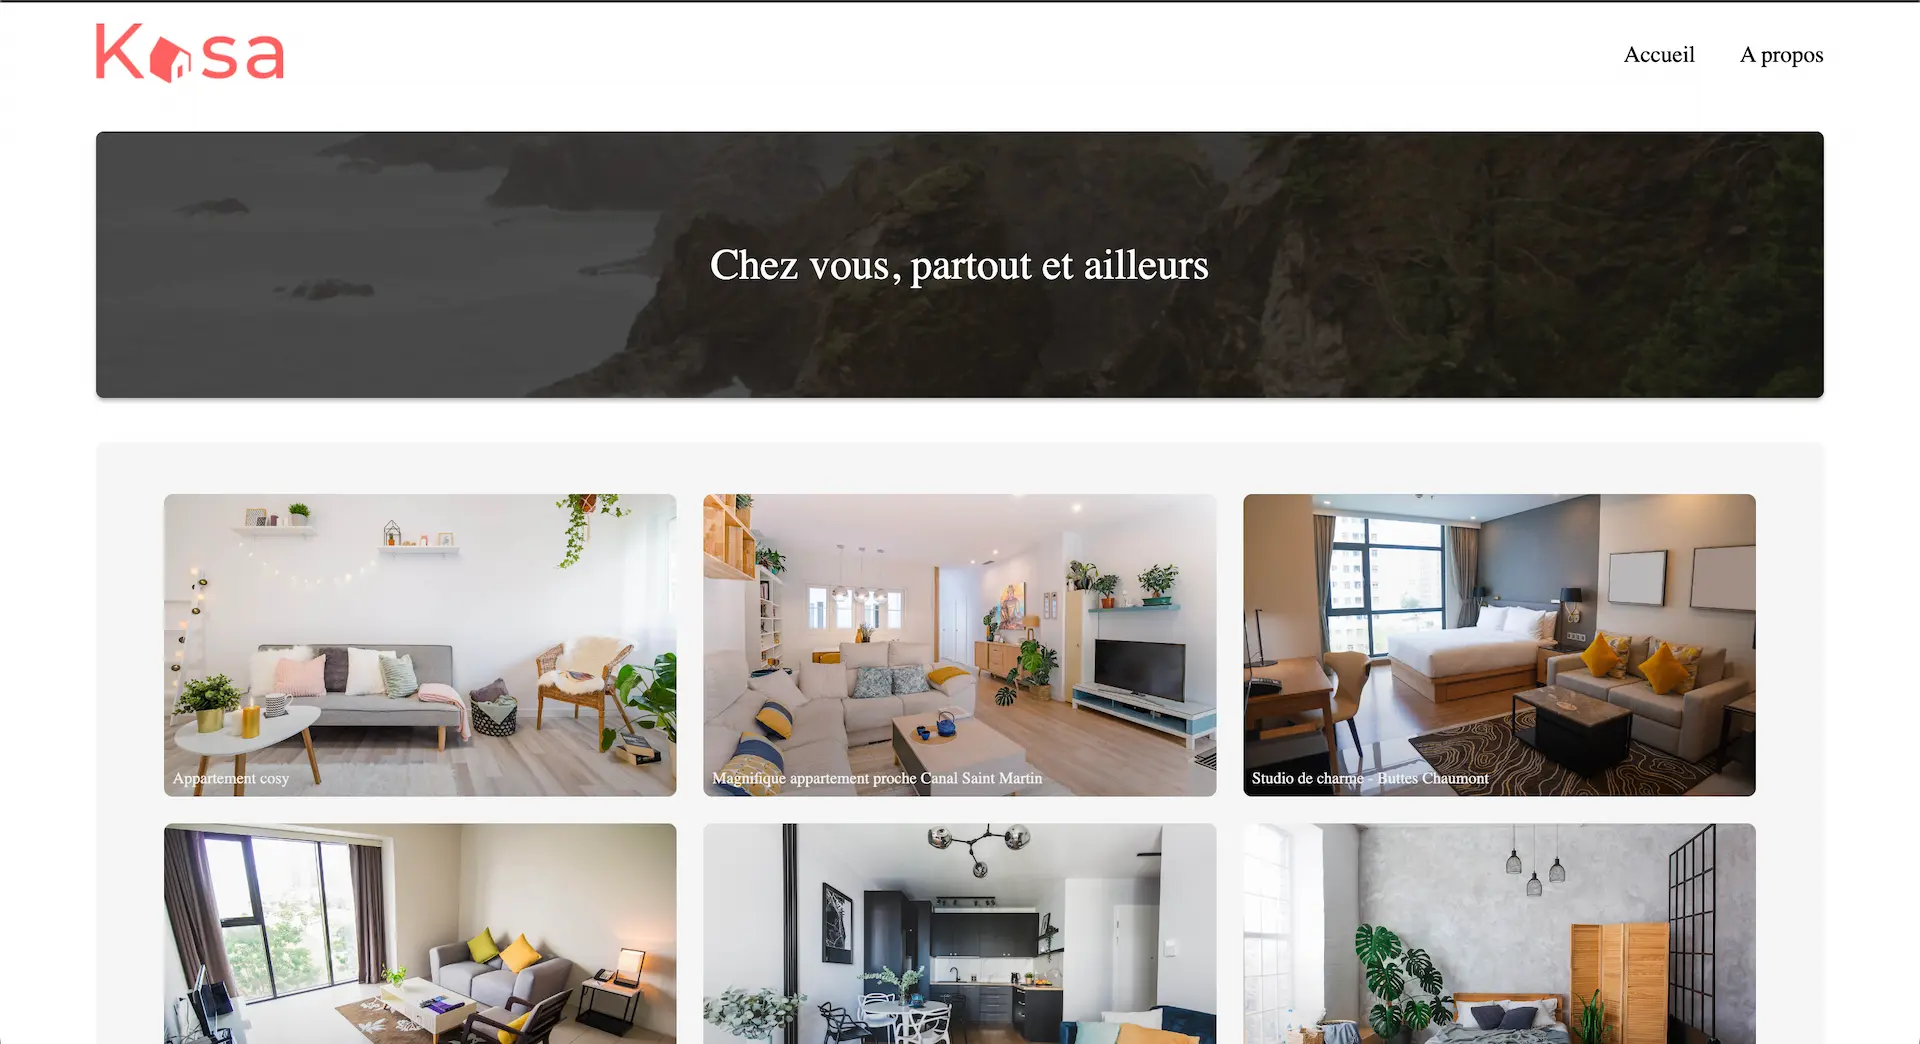 Kasa
Accueil
A propos
Chez vous, partout et ailleurs
Appartement cosy
Magnifique appartement proche Canal Saint Martin
Studio de charme - Buttes Chaumont